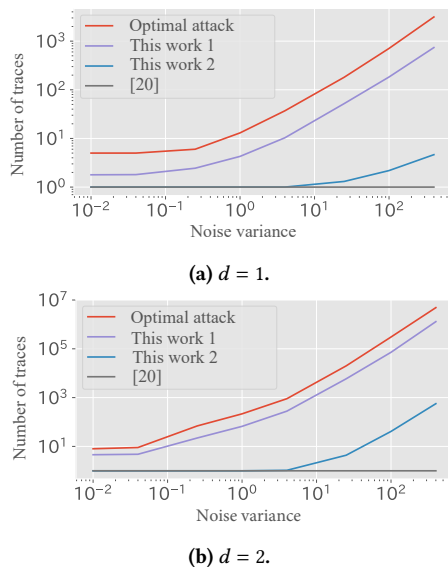 Number of traces
10³
10²
10¹
10⁰
Optimal attack
This work 1
This work 2
[20]
10⁻² 10⁻¹ 10⁰ 10¹ 10²
Noise variance
(a) d = 1.
Number of traces
10⁷
10⁵
10³
10¹
Optimal attack
This work 1
This work 2
[20]
10⁻² 10⁻¹ 10⁰ 10¹ 10²
Noise variance
(b) d = 2.